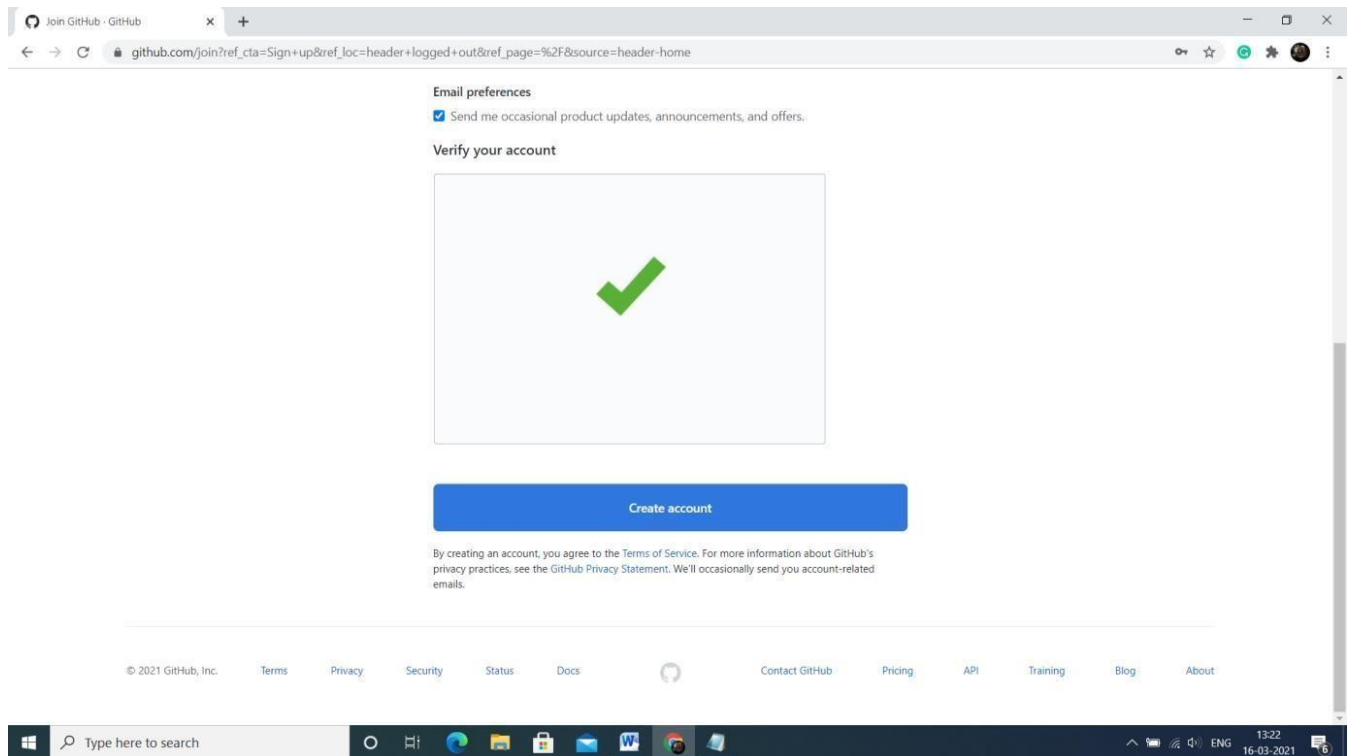 Join GitHub · GitHub
github.com/join?ref_cta=Sign+up&ref_loc=header+logged+out&ref_page=%2F&source=header-home
Email preferences
Send me occasional product updates, announcements, and offers.
Verify your account
Create account
By creating an account, you agree to the Terms of Service. For more information about GitHub's
privacy practices, see the GitHub Privacy Statement. We'll occasionally send you account-related
emails.
© 2021 GitHub, Inc. Terms Privacy Security Status Docs Contact GitHub Pricing API Training Blog About
Type here to search
W
ENG
13:22
16-03-2021
6